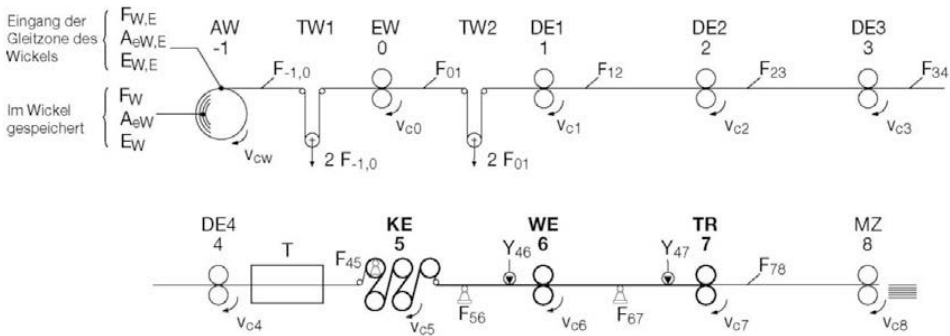 Eingang der
Gleitzone des
Wickels
F_W,E
A_eW,E
E_W,E
Im Wickel
gespeichert
F_W
A_eW
E_W
AW
-1
TW1
EW
0
TW2
DE1
1
DE2
2
DE3
3
F_-1,0
F_01
F_12
F_23
F_34
v_cw
v_c0
v_c1
v_c2
v_c3
2 F_-1,0
2 F_01
DE4
4
T
KE
5
WE
6
TR
7
MZ
8
F_45
Y_46
Y_47
F_78
F_56
F_67
v_c4
v_c5
v_c6
v_c7
v_c8